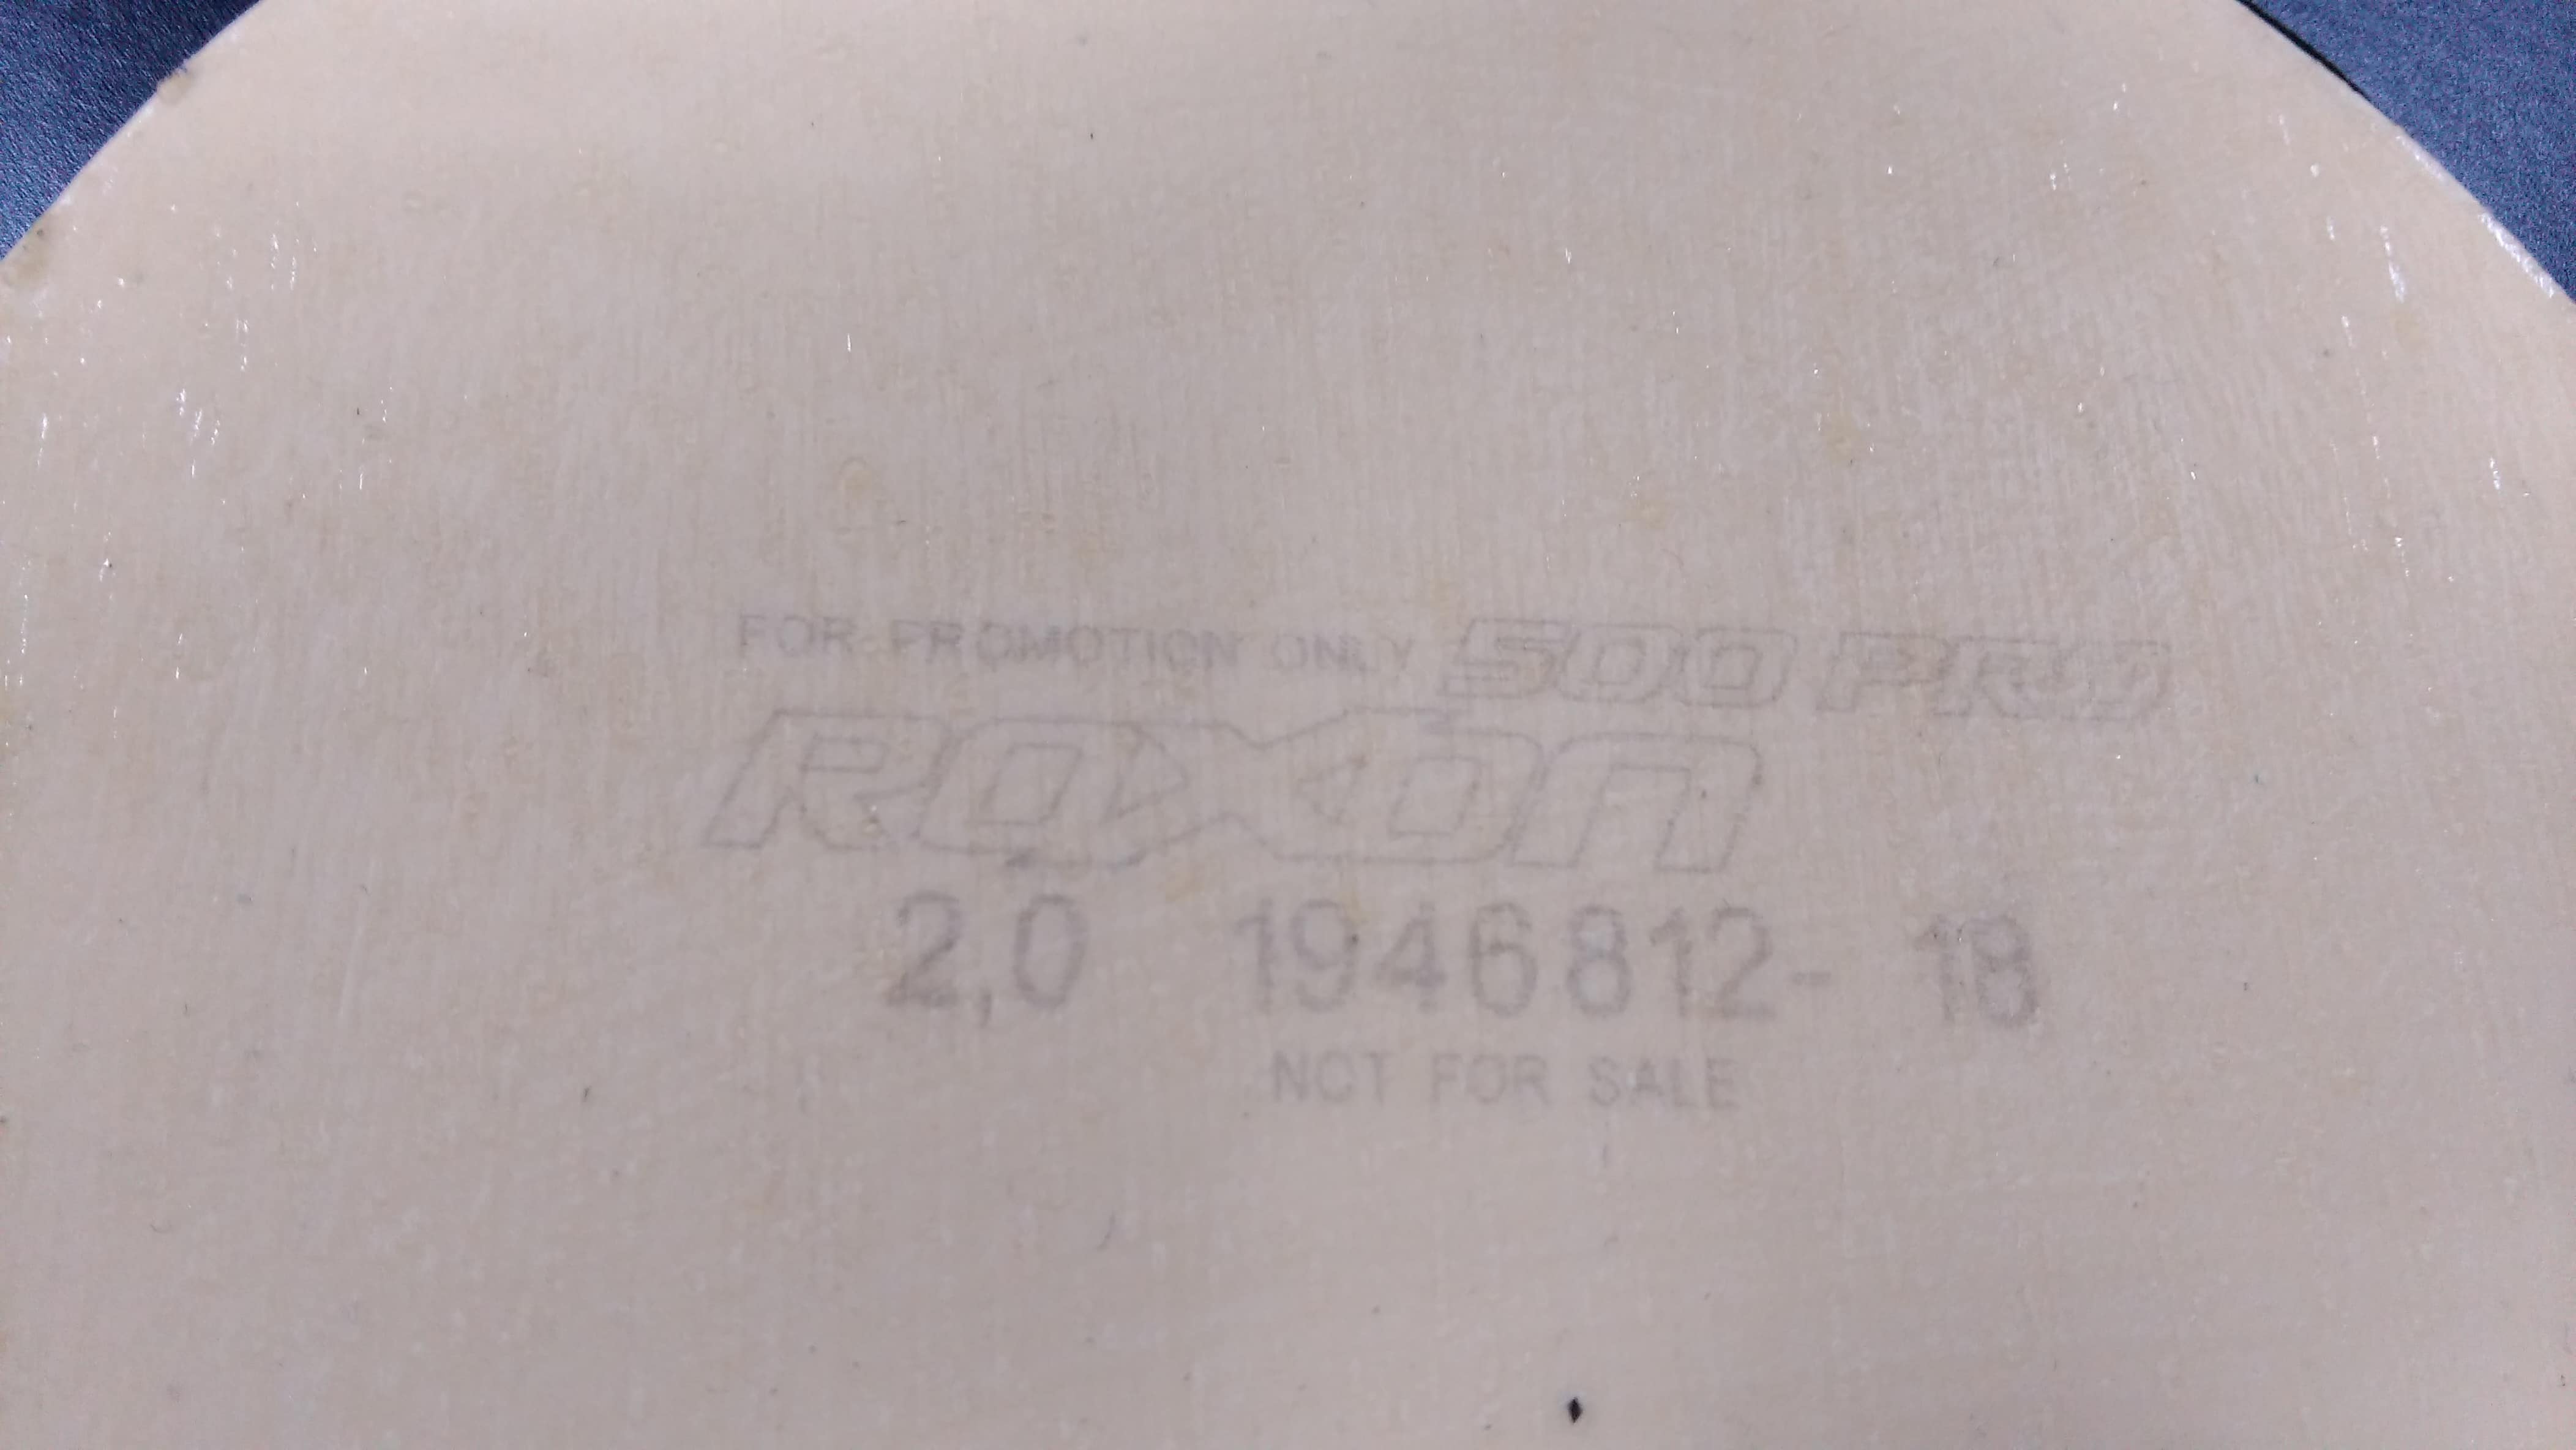 FOR PROMOTION ONLY 500 PRO
ROXON
2,0 1946812- 18
NOT FOR SALE